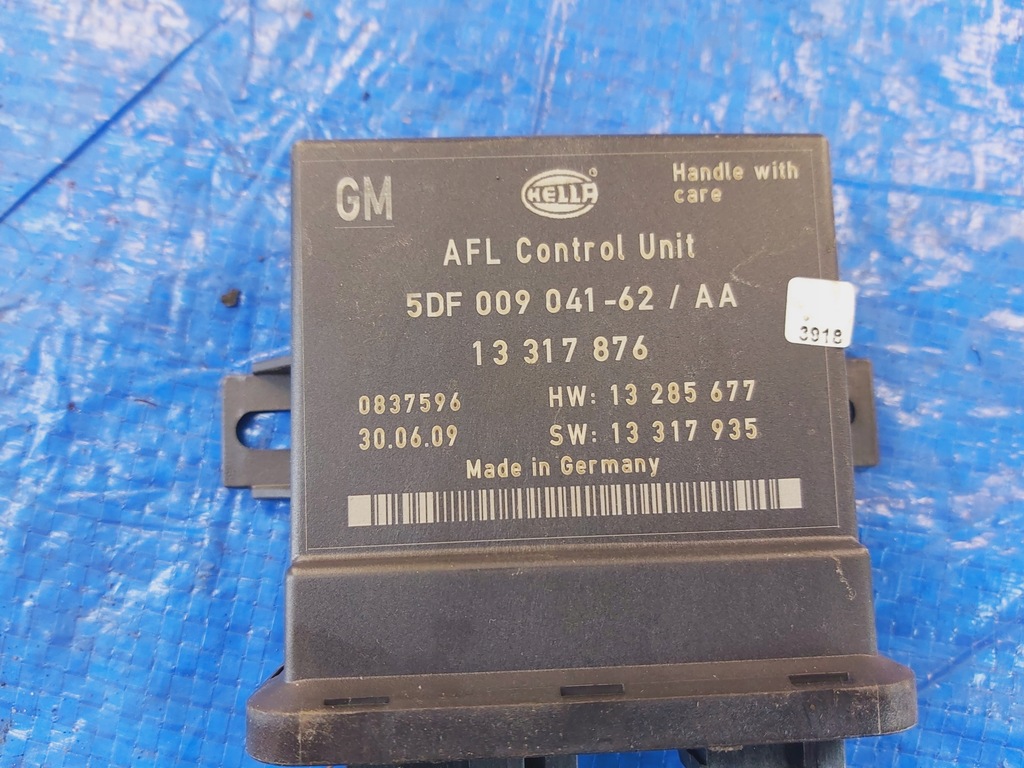 GM
HELLA
®
Handle with
care
AFL Control Unit
5DF 009 041-62 / AA
13 317 876
3918
0837596
HW: 13 285 677
30.06.09
SW: 13 317 935
Made in Germany